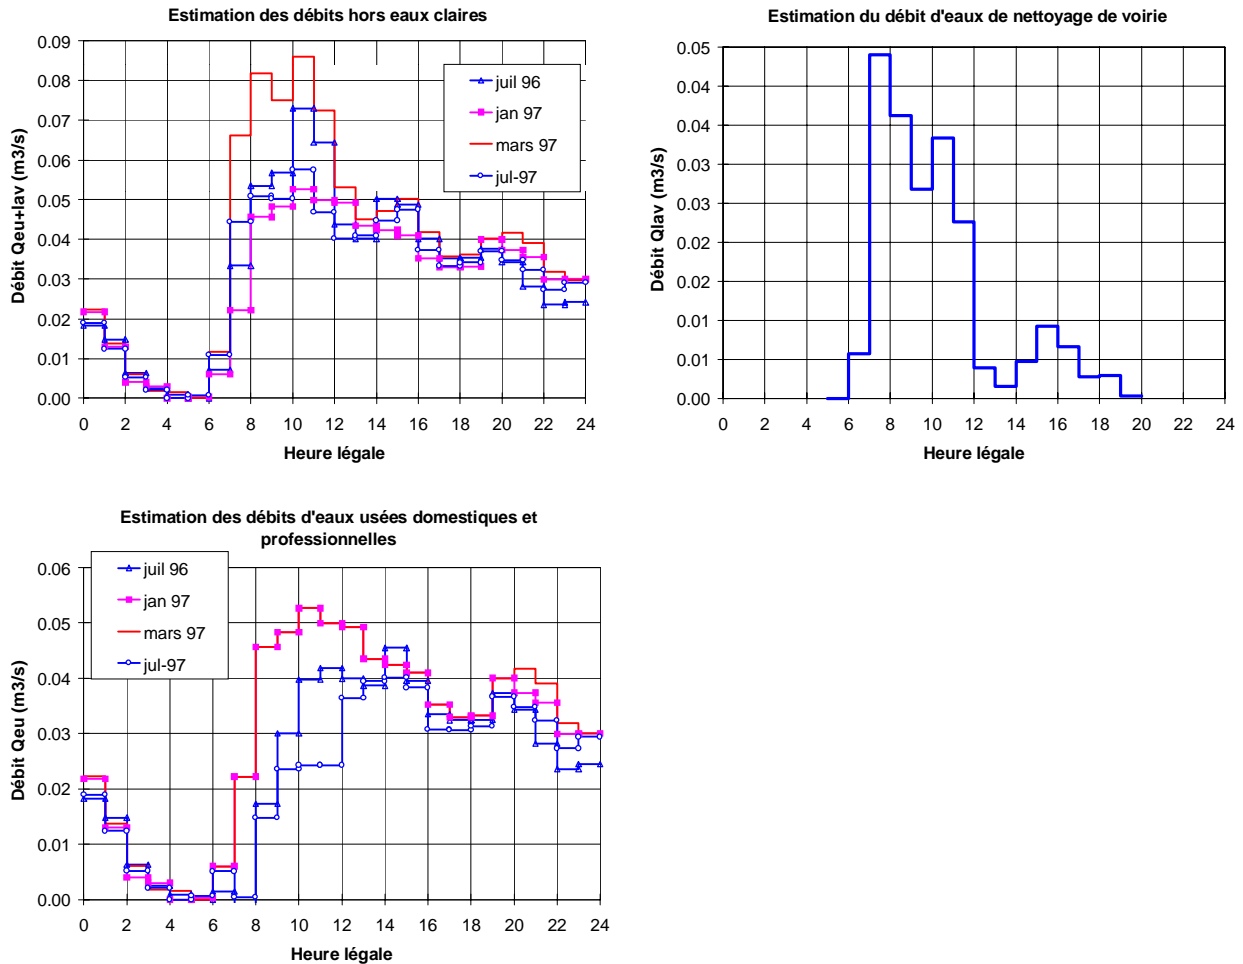 Estimation des débits hors eaux claires
0.09
0.08
0.07
0.06
0.05
0.04
0.03
0.02
0.01
0.00
Débit Qeu+lav (m3/s)
juil 96
jan 97
mars 97
jul-97
0 2 4 6 8 10 12 14 16 18 20 22 24
Heure légale
Estimation du débit d'eaux de nettoyage de voirie
0.05
0.04
0.04
0.03
0.03
0.02
0.02
0.01
0.01
0.00
Débit Qlav (m3/s)
0 2 4 6 8 10 12 14 16 18 20 22 24
Heure légale
Estimation des débits d'eaux usées domestiques et
professionnelles
0.06
0.05
0.04
0.03
0.02
0.01
0.00
Débit Qeu (m3/s)
juil 96
jan 97
mars 97
jul-97
0 2 4 6 8 10 12 14 16 18 20 22 24
Heure légale